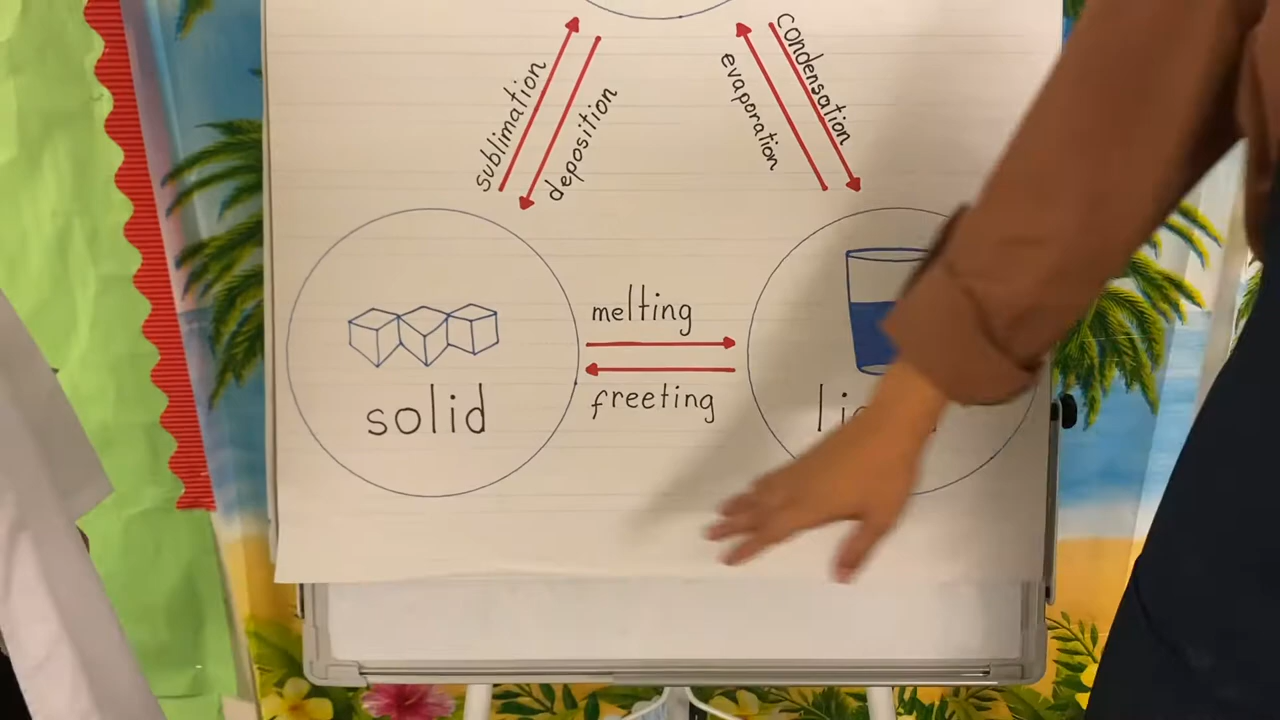 sublimation
deposition
evaporation
condensation
melting
freeting
solid